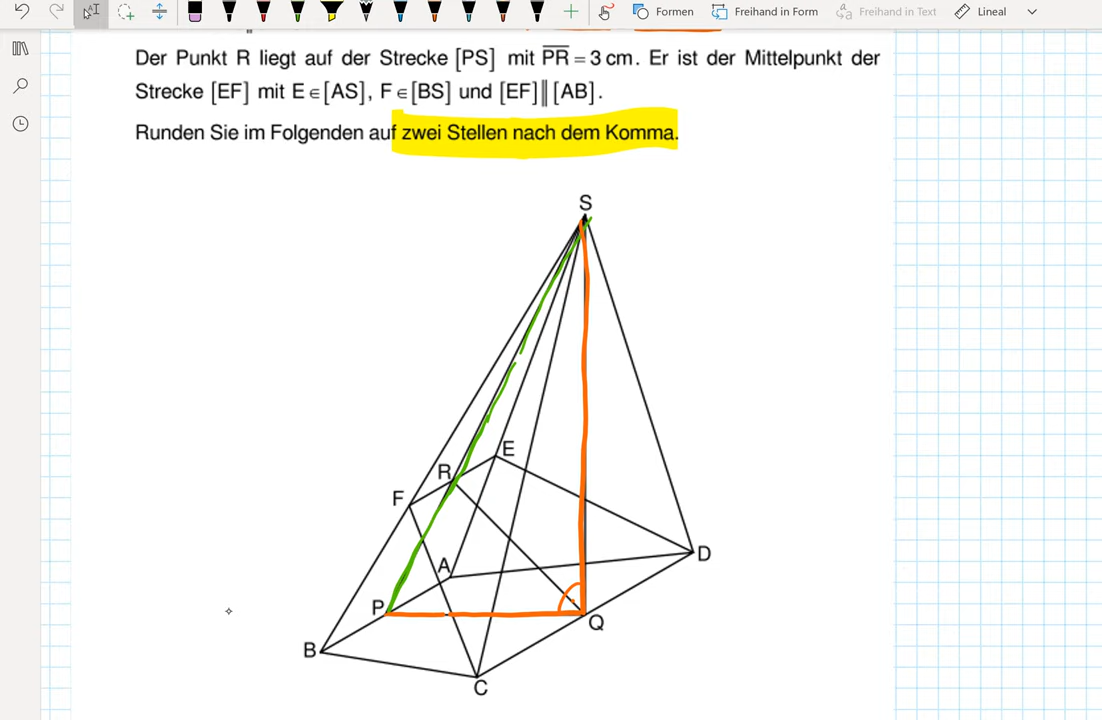 Formen Freihand in Form Freihand in Text Lineal
Der Punkt R liegt auf der Strecke [PS] mit P̅R̅ = 3 cm. Er ist der Mittelpunkt der
Strecke [EF] mit E ∈ [AS], F ∈ [BS] und [EF] ∥ [AB].
Runden Sie im Folgenden auf zwei Stellen nach dem Komma.
S
E
R
F
D
A
P
Q
B
C